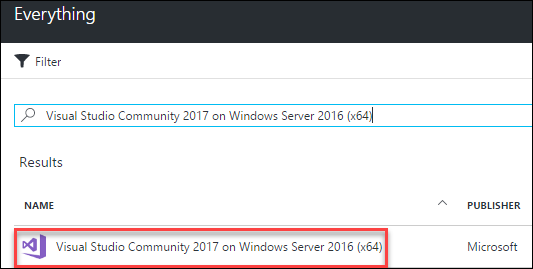 Everything
Filter
Visual Studio Community 2017 on Windows Server 2016 (x64)
Results
NAME PUBLISHER
Visual Studio Community 2017 on Windows Server 2016 (x64) Microsoft